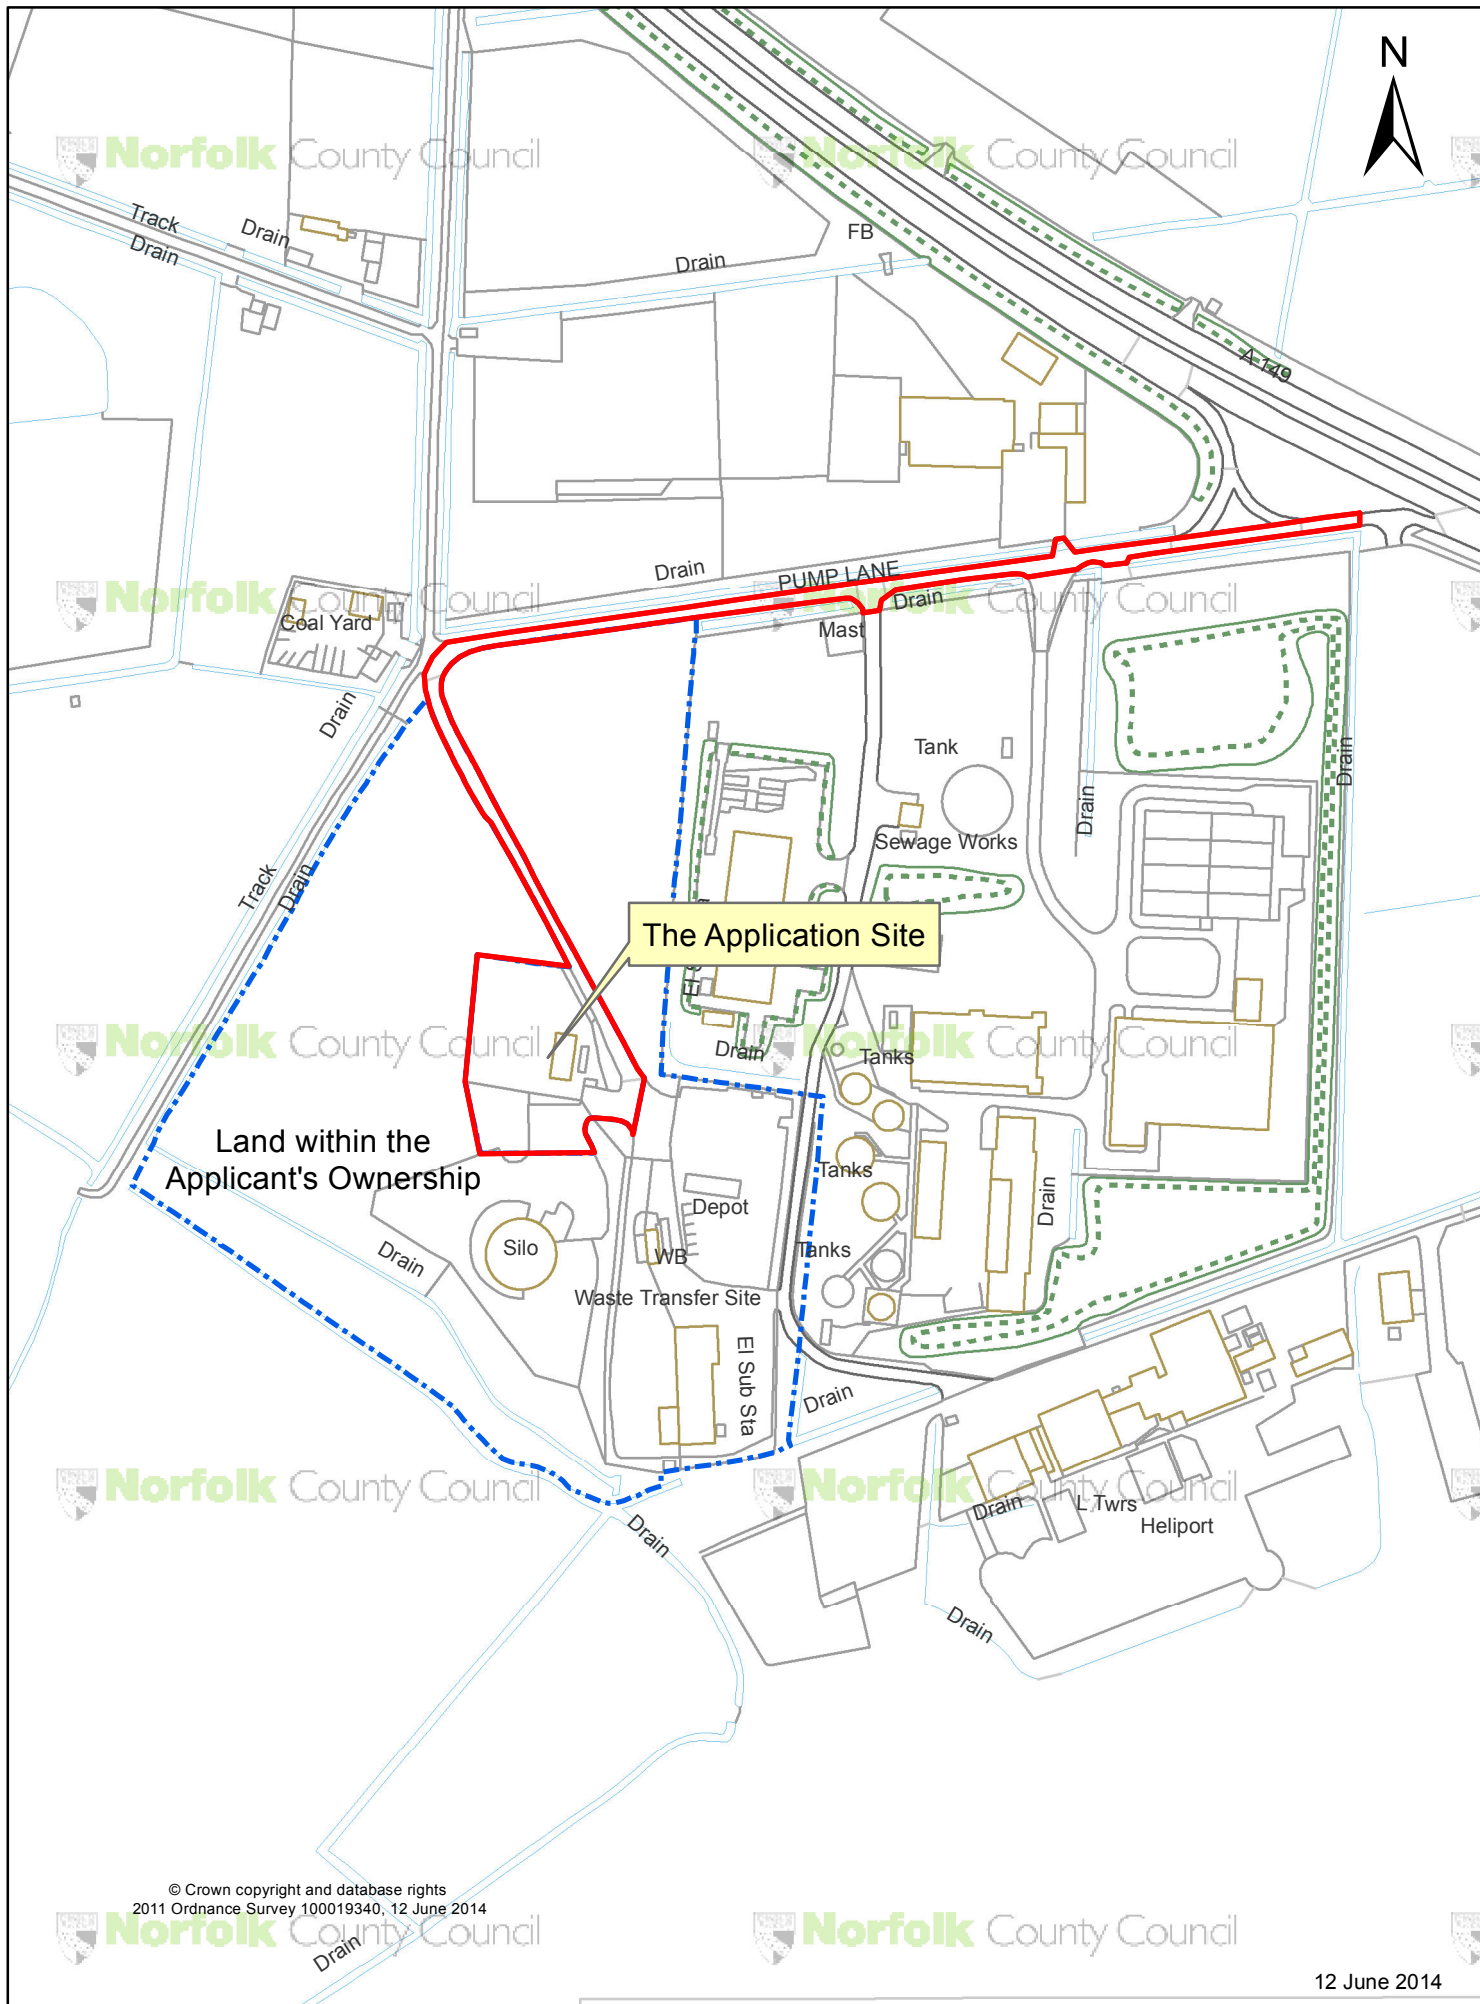 N
Norfolk County Council
Norfolk County Council
Track
Drain
Drain
FB
Drain
A 149
Drain
PUMP LANE
Norfolk County Council
Norfolk County Council
Drain
Coal Yard
Mast
Drain
Tank
Drain
Drain
Sewage Works
Track
Drain
The Application Site
Norfolk County Council
Norfolk County Council
Drain
Tanks
Land within the
Applicant's Ownership
Tanks
Depot
Drain
Silo
Drain
WB
Tanks
Waste Transfer Site
El Sub Sta
Drain
Norfolk County Council
Norfolk County Council
Drain
L Twrs
Heliport
Drain
Drain
© Crown copyright and database rights
2011 Ordnance Survey 100019340, 12 June 2014
Norfolk County Council
Norfolk County Council
Drain
12 June 2014